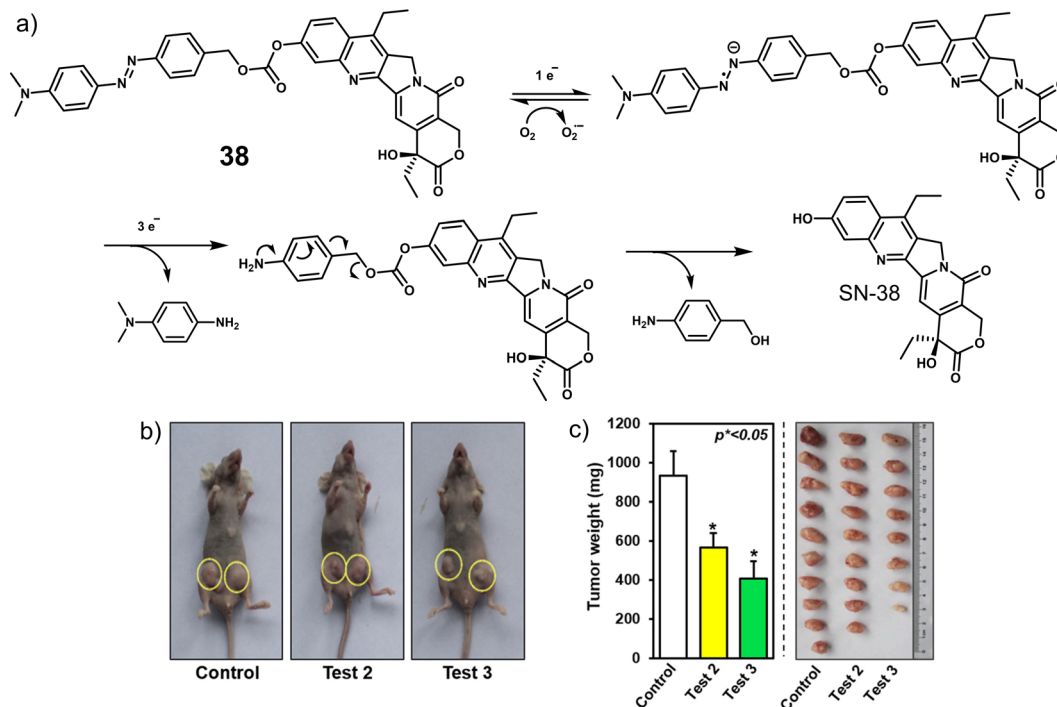 a)
N
N
N
O
O
O
O
N
N
O
HO
O
O
38
1 e⁻
O₂
O₂·⁻
N
N
N
O
O
O
O
N
N
O
HO
O
O
3 e⁻
N
NH₂
H₂N
O
O
O
N
N
O
HO
O
O
H₂N
OH
HO
N
N
O
SN-38
HO
O
O
b)
Control
Test 2
Test 3
c)
p*<0.05
Tumor weight (mg)
1200
1000
800
600
400
200
0
*
*
Control
Test 2
Test 3
Control
Test 2
Test 3